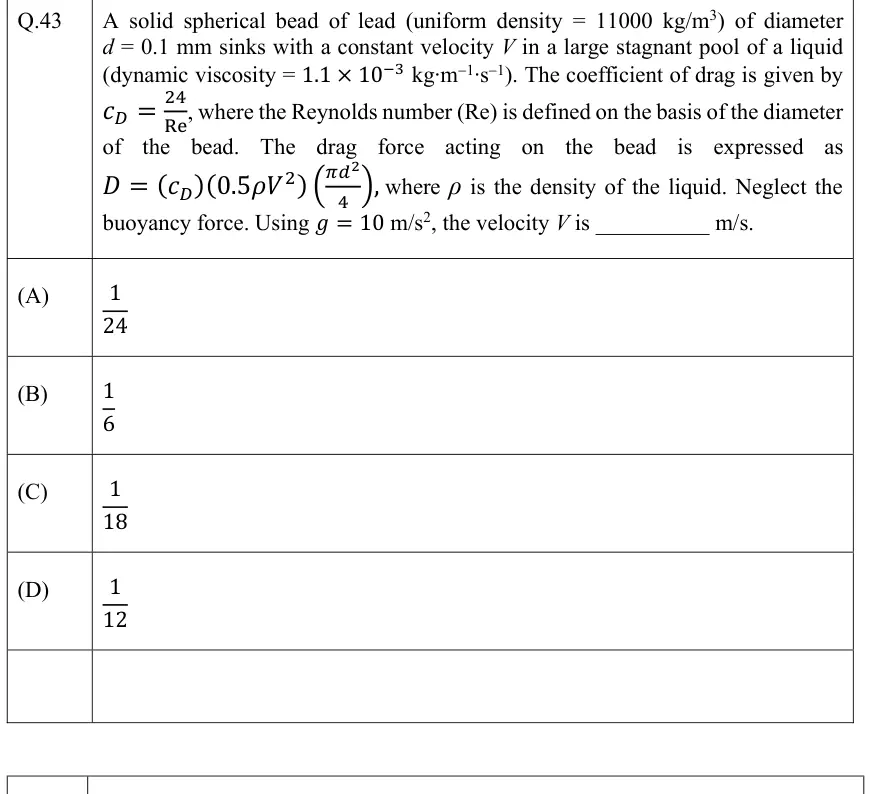 Q.43 A solid spherical bead of lead (uniform density = 11000 kg/m³) of diameter
d = 0.1 mm sinks with a constant velocity V in a large stagnant pool of a liquid
(dynamic viscosity = 1.1 × 10⁻³ kg·m⁻¹·s⁻¹). The coefficient of drag is given by
c_D = 24/Re, where the Reynolds number (Re) is defined on the basis of the diameter
of the bead. The drag force acting on the bead is expressed as
D = (c_D)(0.5ρV²)(πd²/4), where ρ is the density of the liquid. Neglect the
buoyancy force. Using g = 10 m/s², the velocity V is __________ m/s.
(A) 1/24
(B) 1/6
(C) 1/18
(D) 1/12